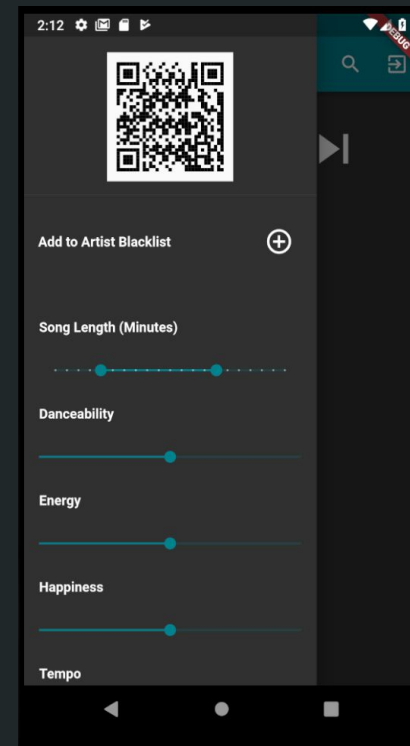 2:12
DEBUG
Add to Artist Blacklist
Song Length (Minutes)
Danceability
Energy
Happiness
Tempo